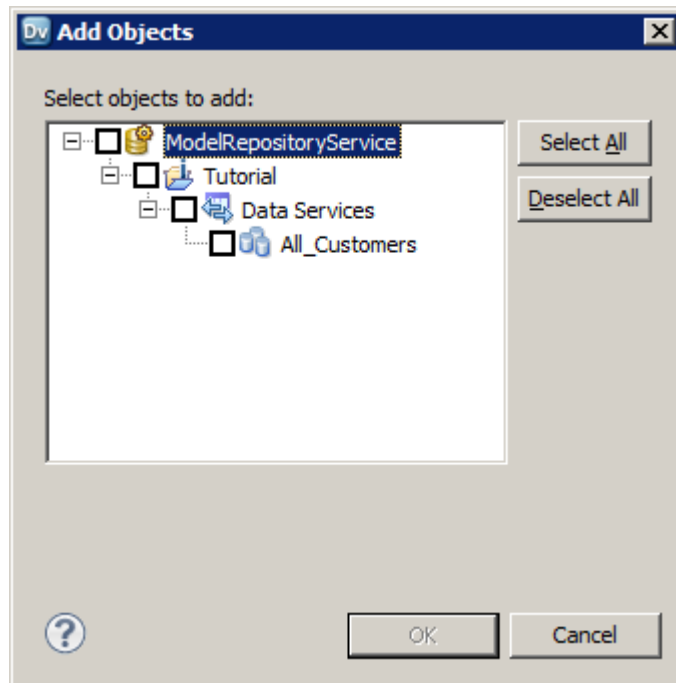 Dv Add Objects
Select objects to add:
ModelRepositoryService
Select All
Tutorial
Deselect All
Data Services
All_Customers
?
OK
Cancel